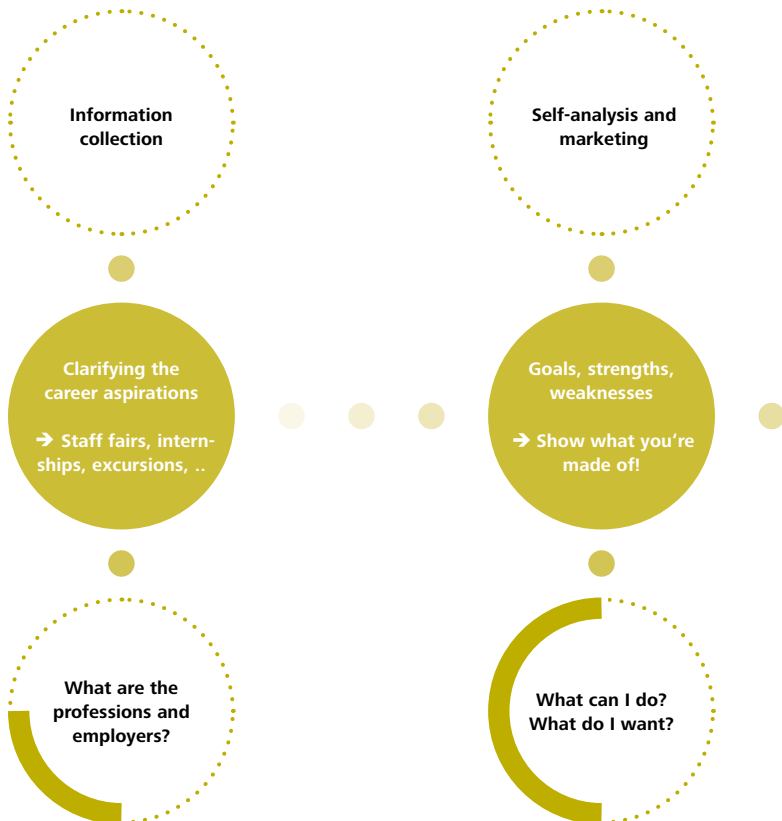 Information
collection
Self-analysis and
marketing
Clarifying the
career aspirations
➔ Staff fairs, intern-
ships, excursions, ..
Goals, strengths,
weaknesses
➔ Show what you‘re
made of!
What are the
professions and
employers?
What can I do?
What do I want?